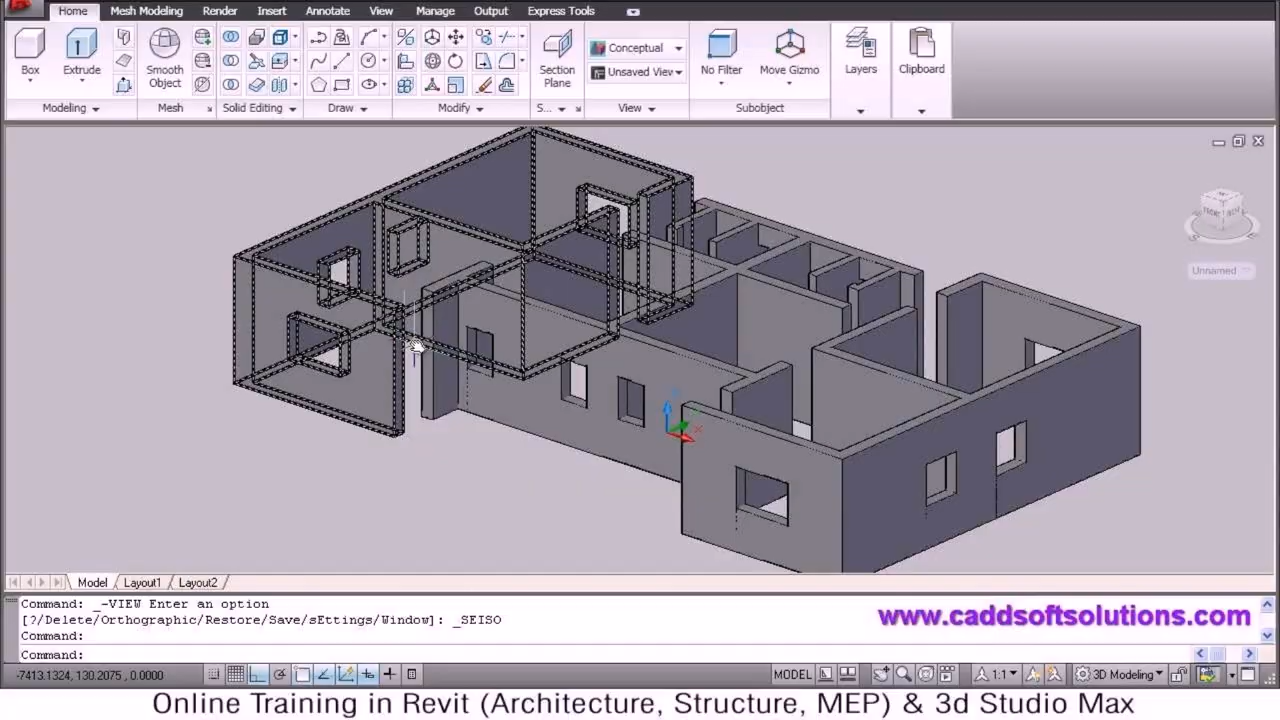 Home Mesh Modeling Render Insert Annotate View Manage Output Express Tools
Box
Extrude
Smooth Object
Section Plane
Conceptual
Unsaved View
No Filter
Move Gizmo
Layers
Clipboard
Modeling
Mesh
Solid Editing
Draw
Modify
S...
View
Subobject
Unnamed
Model Layout1 Layout2
Command: _-VIEW Enter an option
[?/Delete/Orthographic/Restore/Save/sEttings/Window]: _SEISO
Command:
Command:
www.caddsoftsolutions.com
-7413.1324, 130.2075, 0.0000
MODEL
1:1
3D Modeling
Online Training in Revit (Architecture, Structure, MEP) & 3d Studio Max